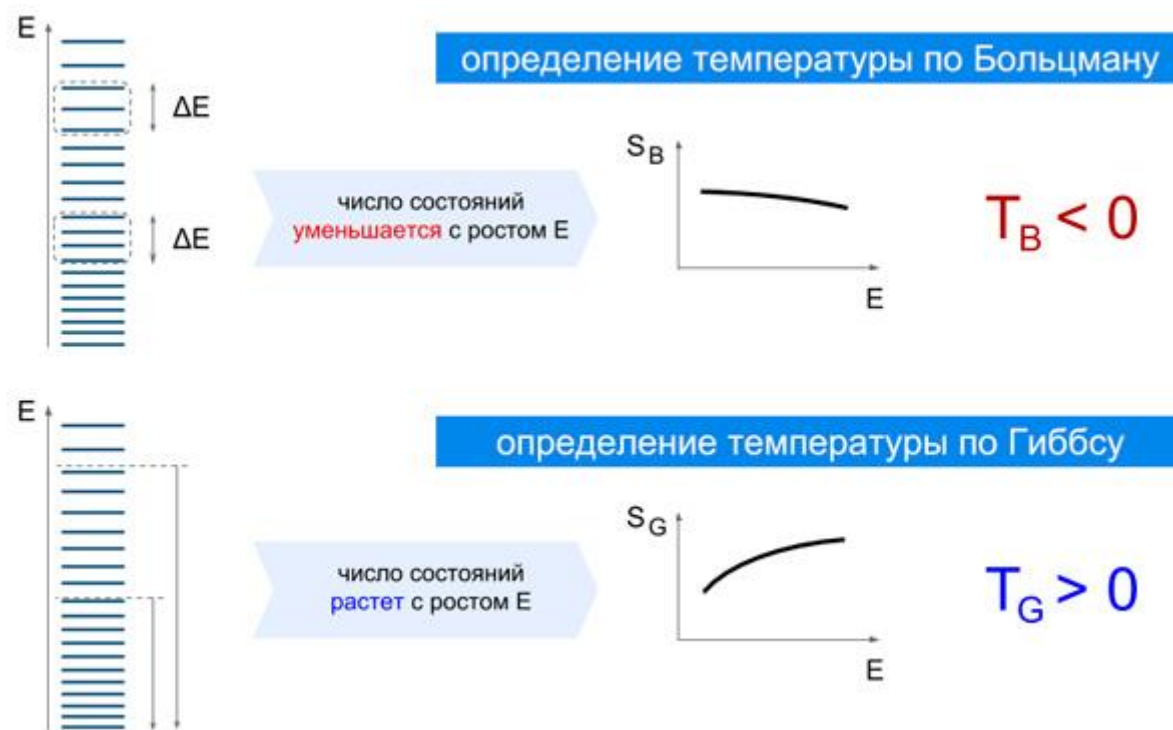 E
ΔE
ΔE
определение температуры по Больцману
число состояний
уменьшается с ростом E
S_B
E
T_B < 0
E
определение температуры по Гиббсу
число состояний
растет с ростом E
S_G
E
T_G > 0